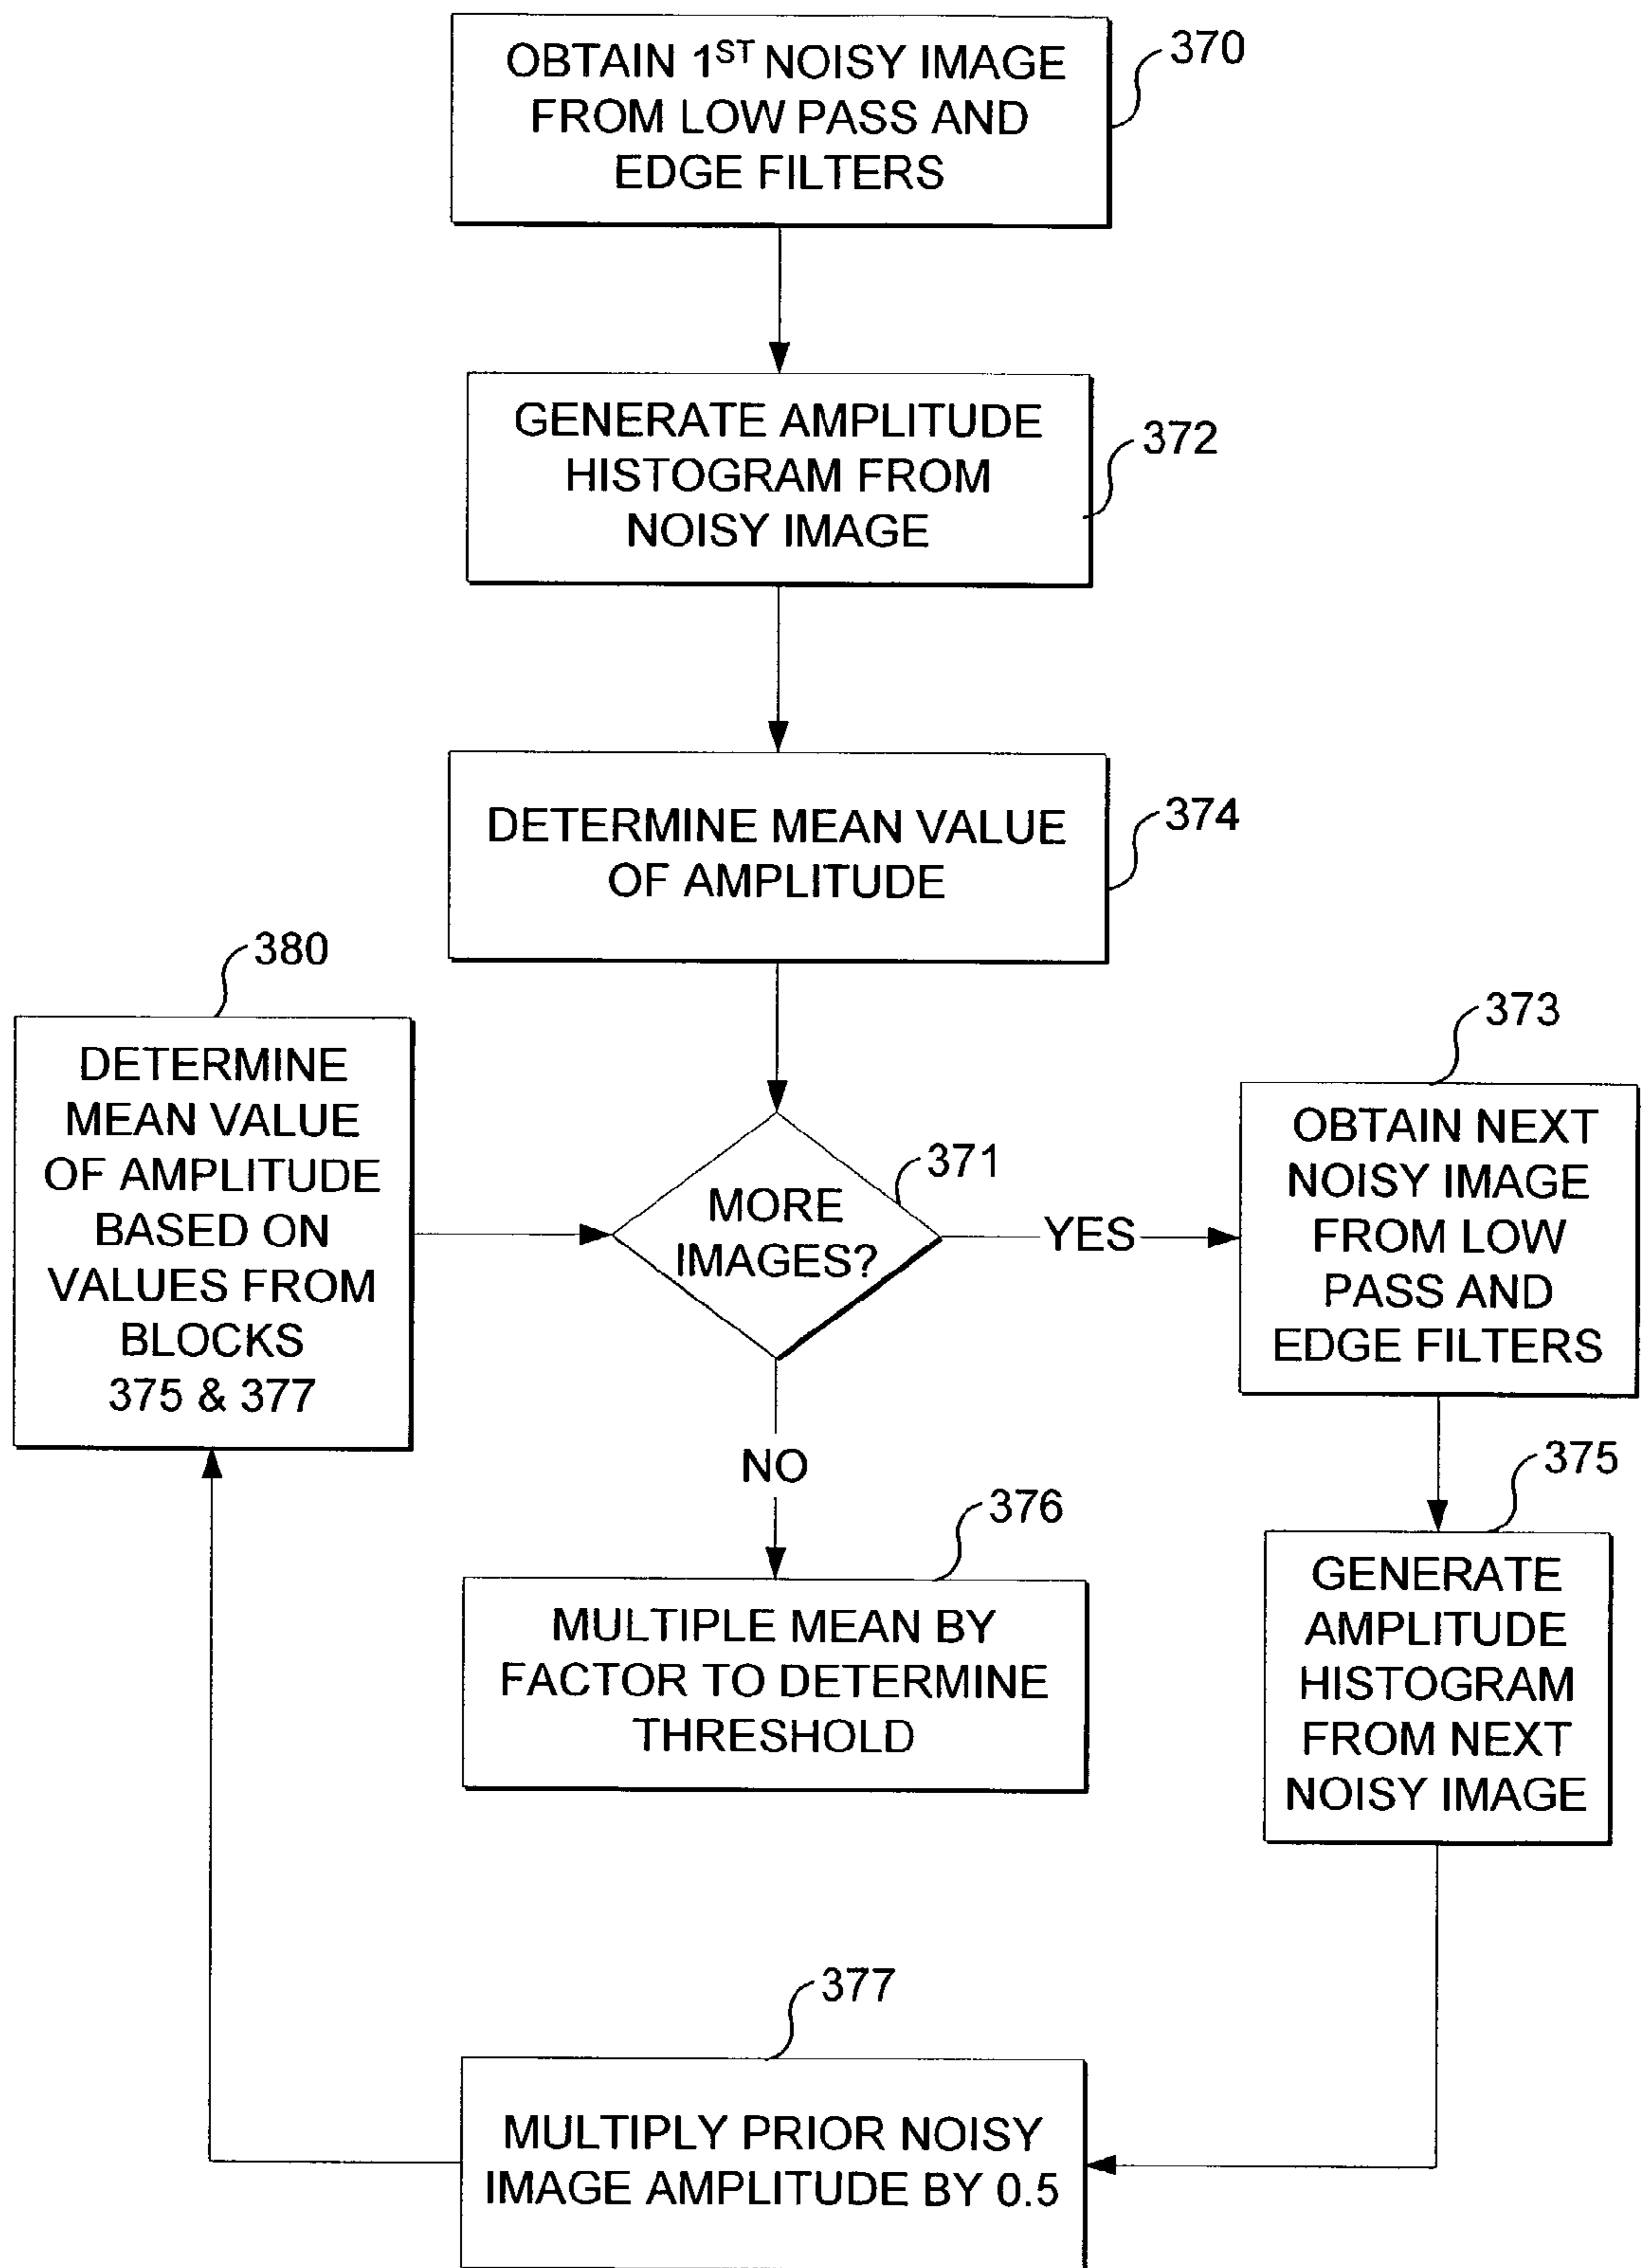 OBTAIN 1ST NOISY IMAGE
FROM LOW PASS AND
EDGE FILTERS
370
GENERATE AMPLITUDE
HISTOGRAM FROM
NOISY IMAGE
372
DETERMINE MEAN VALUE
OF AMPLITUDE
374
380
DETERMINE
MEAN VALUE
OF AMPLITUDE
BASED ON
VALUES FROM
BLOCKS
375 & 377
MORE
IMAGES?
371
YES
373
OBTAIN NEXT
NOISY IMAGE
FROM LOW
PASS AND
EDGE FILTERS
NO
376
MULTIPLE MEAN BY
FACTOR TO DETERMINE
THRESHOLD
375
GENERATE
AMPLITUDE
HISTOGRAM
FROM NEXT
NOISY IMAGE
377
MULTIPLY PRIOR NOISY
IMAGE AMPLITUDE BY 0.5